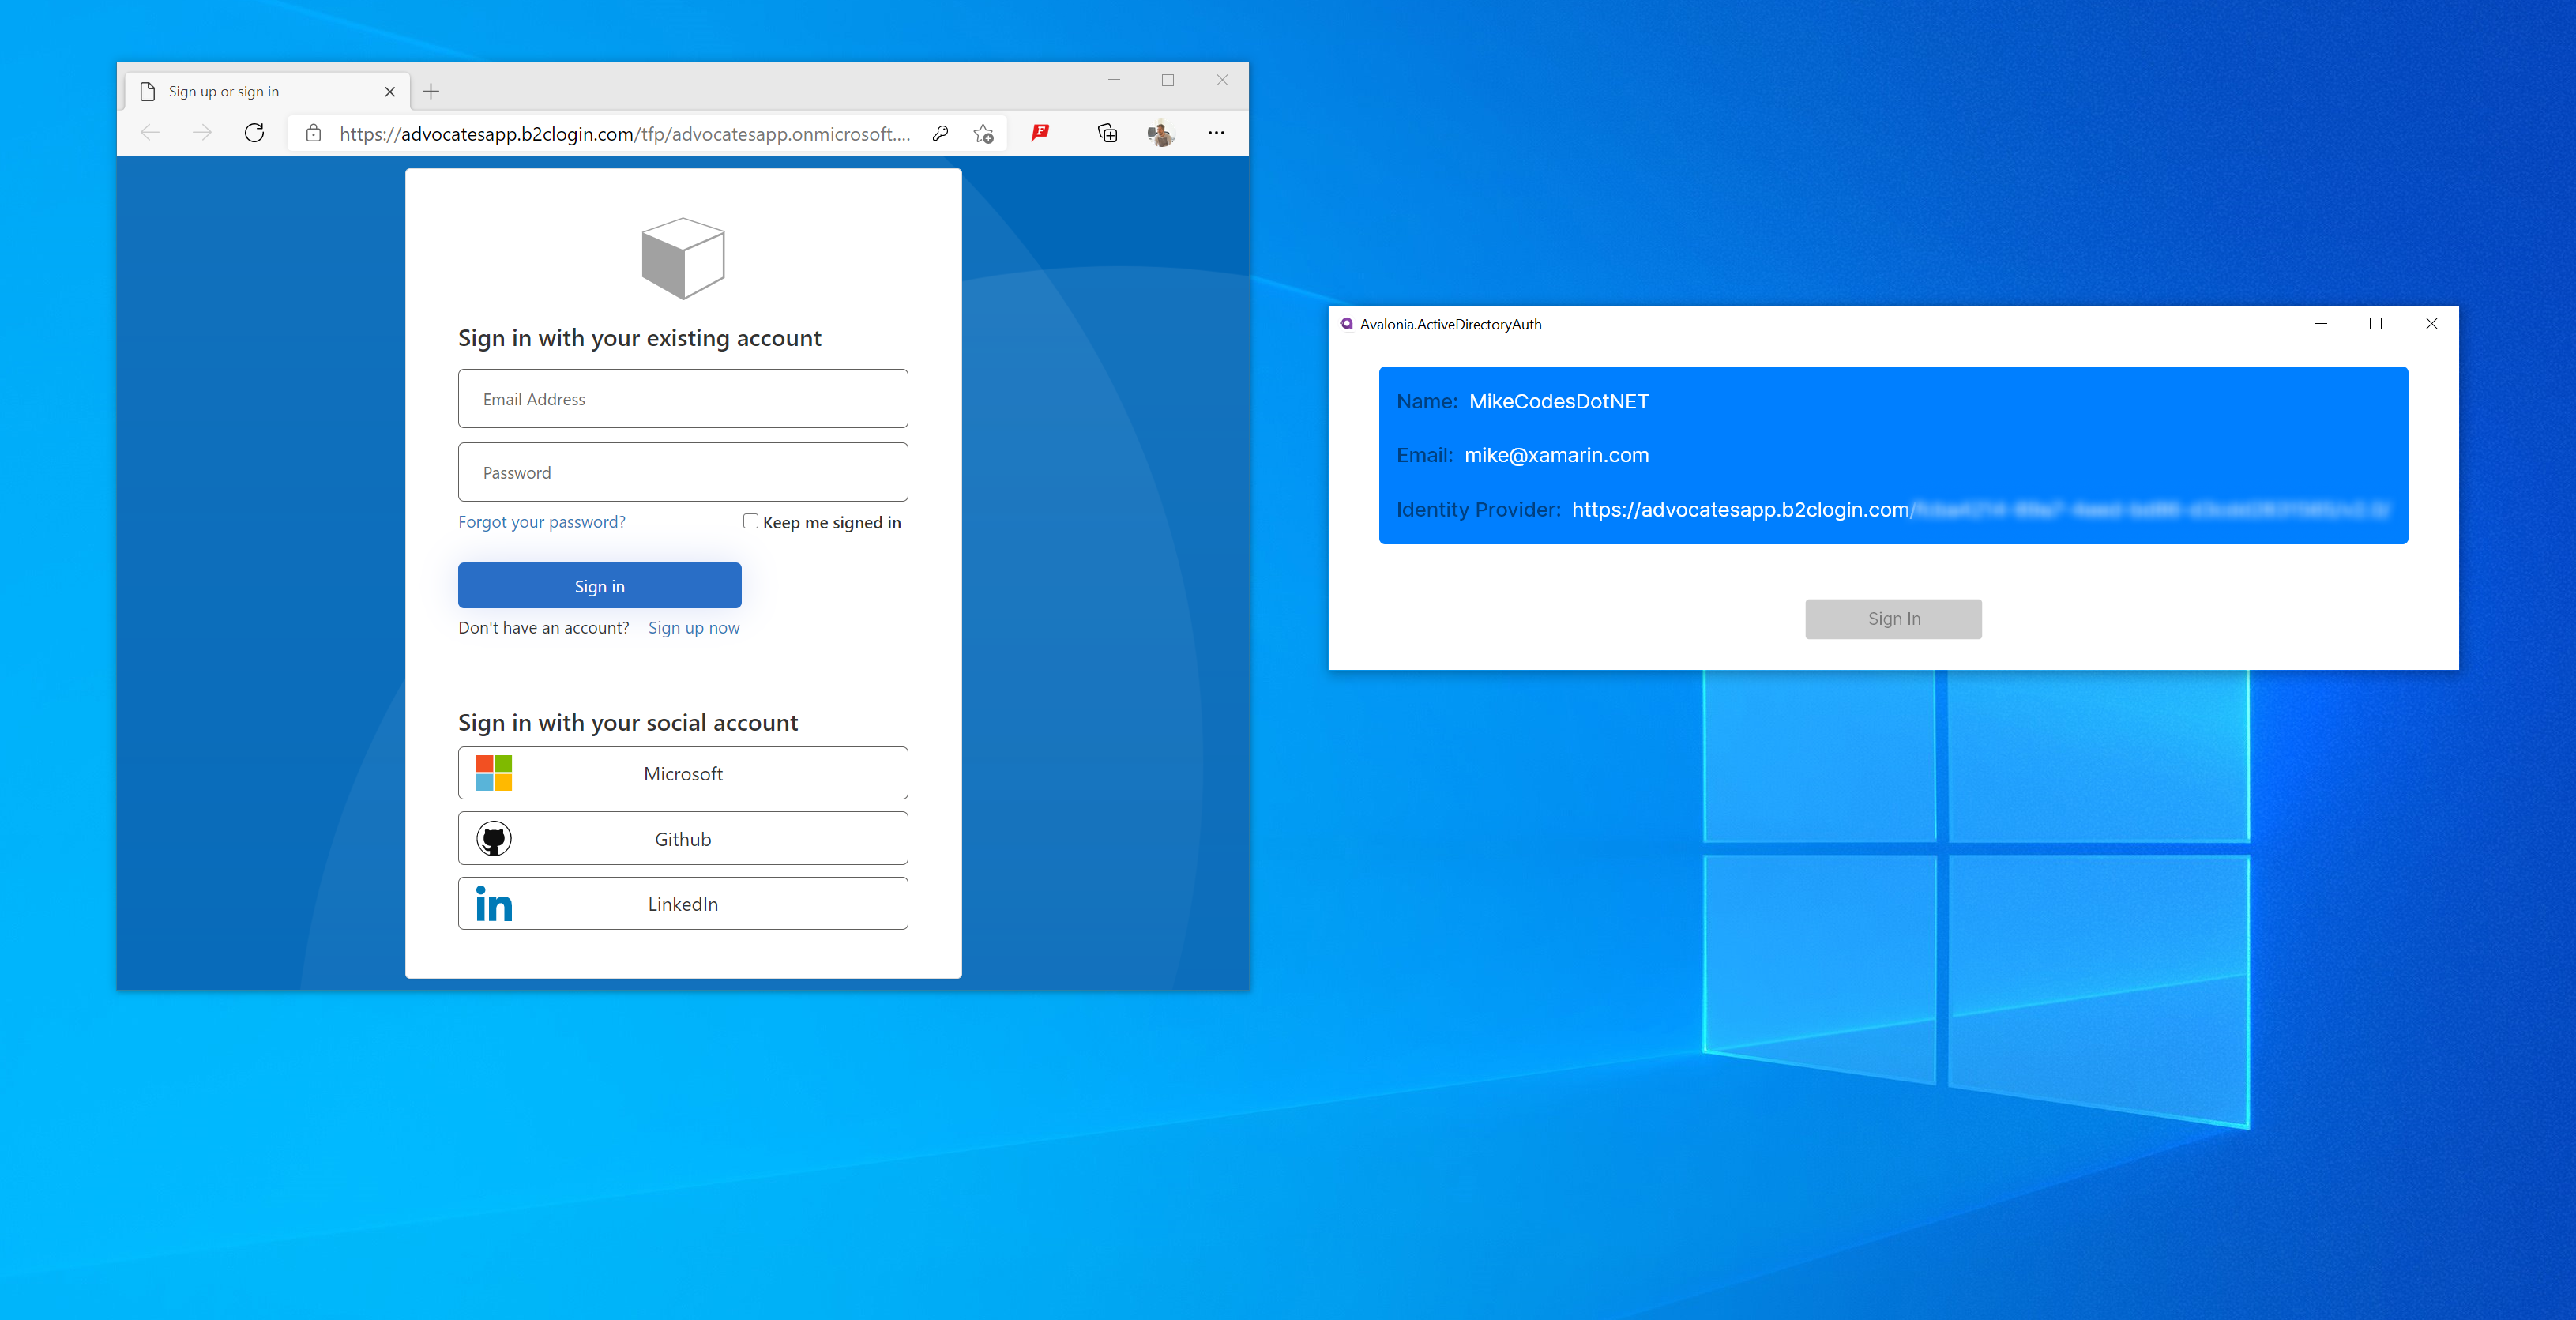 Sign up or sign in
https://advocatesapp.b2clogin.com/tfp/advocatesapp.onmicrosoft....
Sign in with your existing account
Email Address
Password
Forgot your password?
Keep me signed in
Sign in
Don't have an account? Sign up now
Sign in with your social account
Microsoft
Github
in
LinkedIn
Avalonia.ActiveDirectoryAuth
Name: MikeCodesDotNET
Email: mike@xamarin.com
Identity Provider: https://advocatesapp.b2clogin.com/
Sign In